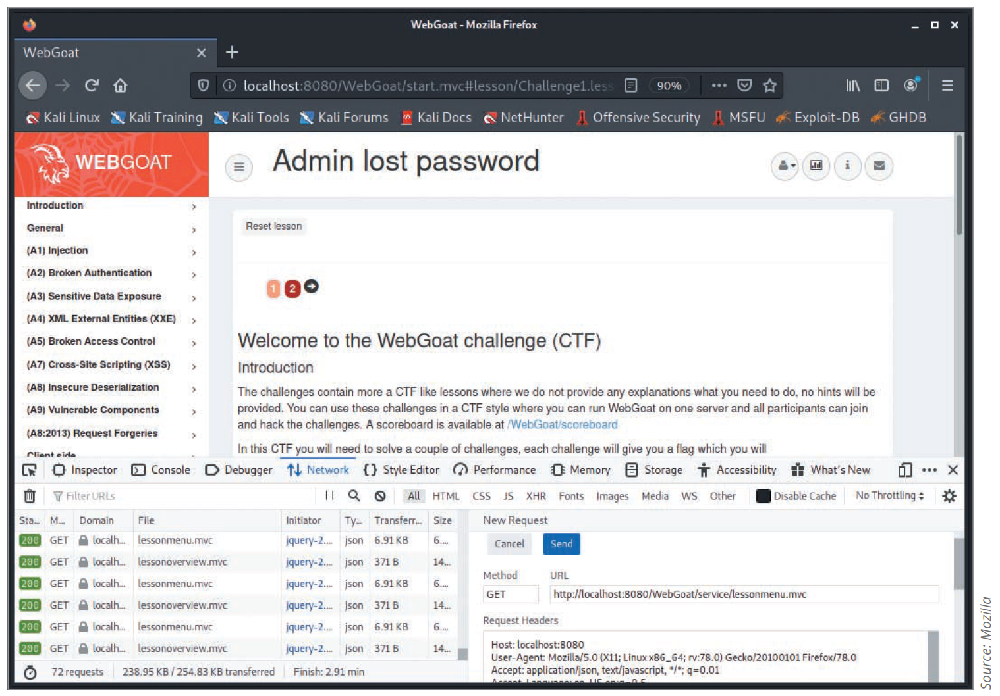 WebGoat - Mozilla Firefox
WebGoat
localhost:8080/WebGoat/start.mvc#lesson/Challenge1.less
90%
Kali Linux Kali Training Kali Tools Kali Forums Kali Docs NetHunter Offensive Security MSFU Exploit-DB GHDB
WEBGOAT
Admin lost password
Introduction
General
(A1) Injection
(A2) Broken Authentication
(A3) Sensitive Data Exposure
(A4) XML External Entities (XXE)
(A5) Broken Access Control
(A7) Cross-Site Scripting (XSS)
(A8) Insecure Deserialization
(A9) Vulnerable Components
(A8:2013) Request Forgeries
Client side
Reset lesson
1 2
Welcome to the WebGoat challenge (CTF)
Introduction
The challenges contain more a CTF like lessons where we do not provide any explanations what you need to do, no hints will be
provided. You can use these challenges in a CTF style where you can run WebGoat on one server and all participants can join
and hack the challenges. A scoreboard is available at /WebGoat/scoreboard
In this CTF you will need to solve a couple of challenges, each challenge will give you a flag which you will
Inspector Console Debugger Network Style Editor Performance Memory Storage Accessibility What's New
Filter URLs All HTML CSS JS XHR Fonts Images Media WS Other Disable Cache No Throttling
Sta... M... Domain File Initiator Ty... Transferr... Size
200 GET localh... lessonmenu.mvc jquery-2.... json 6.91 KB 6....
200 GET localh... lessonoverview.mvc jquery-2.... json 371 B 14...
200 GET localh... lessonmenu.mvc jquery-2.... json 6.91 KB 6....
200 GET localh... lessonoverview.mvc jquery-2.... json 371 B 14...
200 GET localh... lessonmenu.mvc jquery-2.... json 6.91 KB 6....
200 GET localh... lessonoverview.mvc jquery-2.... json 371 B 14...
72 requests 238.95 KB / 254.83 KB transferred Finish: 2.91 min
New Request
Cancel Send
Method URL
GET http://localhost:8080/WebGoat/service/lessonmenu.mvc
Request Headers
Host: localhost:8080
User-Agent: Mozilla/5.0 (X11; Linux x86_64; rv:78.0) Gecko/20100101 Firefox/78.0
Accept: application/json, text/javascript, */*; q=0.01
Accept-Language: en-US,en;q=0.5
Source: Mozilla